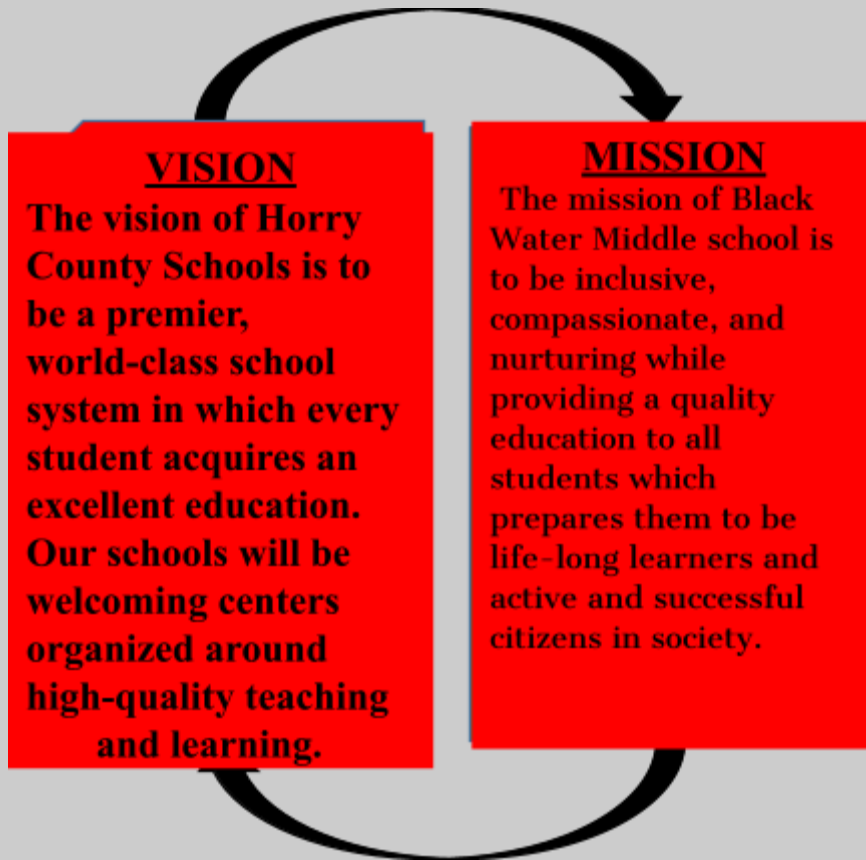 VISION
The vision of Horry
County Schools is to
be a premier,
world-class school
system in which every
student acquires an
excellent education.
Our schools will be
welcoming centers
organized around
high-quality teaching
and learning.
MISSION
The mission of Black
Water Middle school is
to be inclusive,
compassionate, and
nurturing while
providing a quality
education to all
students which
prepares them to be
life-long learners and
active and successful
citizens in society.